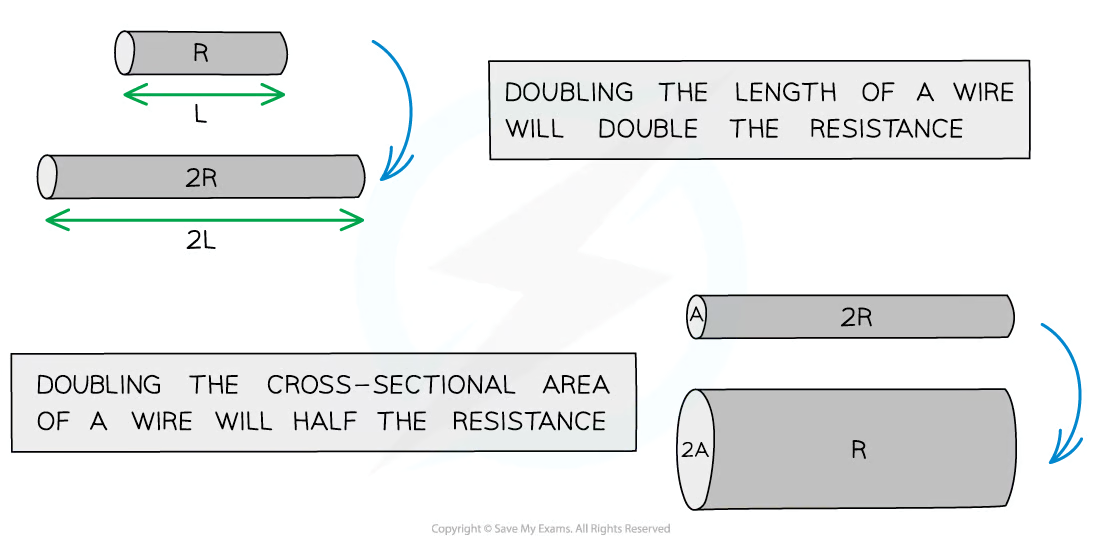 R
L
2R
2L
DOUBLING THE LENGTH OF A WIRE
WILL DOUBLE THE RESISTANCE
A
2R
2A
R
DOUBLING THE CROSS-SECTIONAL AREA
OF A WIRE WILL HALF THE RESISTANCE
Copyright © Save My Exams. All Rights Reserved